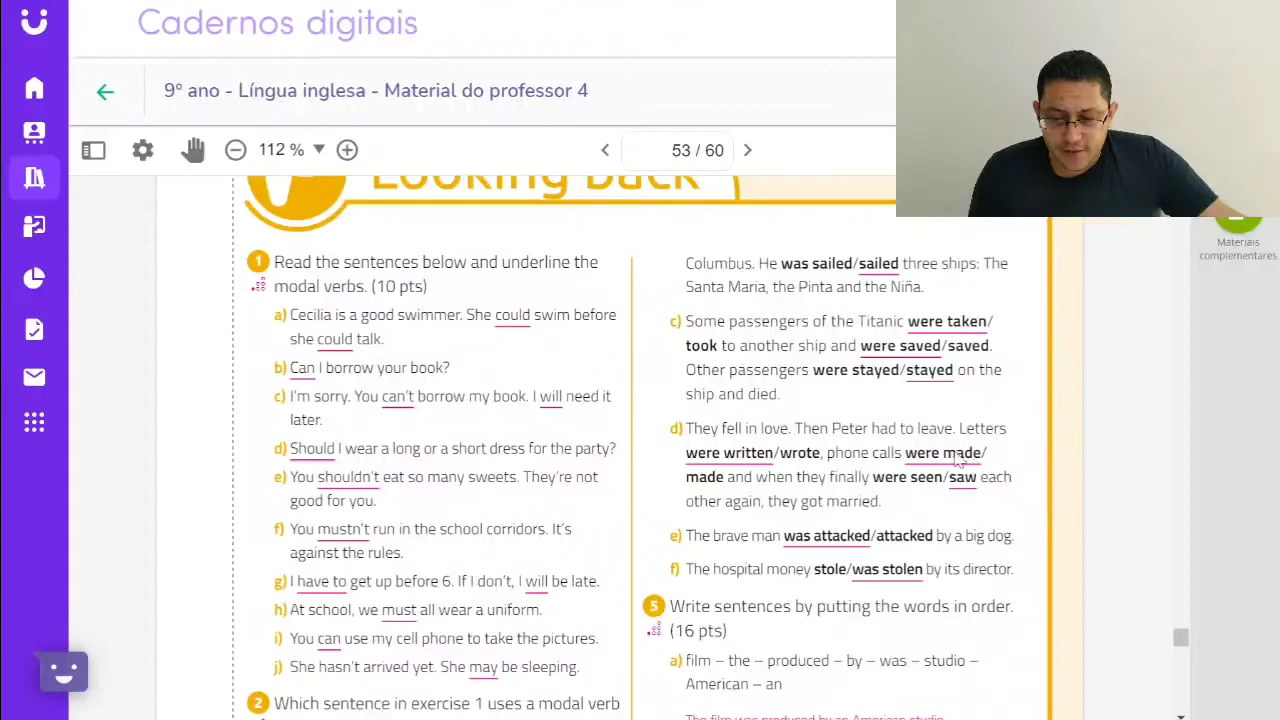 Cadernos digitais
9º ano - Língua inglesa - Material do professor 4
112 %
53 / 60
Looking back
Materiais
complementares
1 Read the sentences below and underline the
modal verbs. (10 pts)
a) Cecilia is a good swimmer. She could swim before
she could talk.
b) Can I borrow your book?
c) I'm sorry. You can't borrow my book. I will need it
later.
d) Should I wear a long or a short dress for the party?
e) You shouldn't eat so many sweets. They're not
good for you.
f) You mustn't run in the school corridors. It's
against the rules.
g) I have to get up before 6. If I don't, I will be late.
h) At school, we must all wear a uniform.
i) You can use my cell phone to take the pictures.
j) She hasn't arrived yet. She may be sleeping.
2 Which sentence in exercise 1 uses a modal verb
Columbus. He was sailed/sailed three ships: The
Santa Maria, the Pinta and the Niña.
c) Some passengers of the Titanic were taken/
took to another ship and were saved/saved.
Other passengers were stayed/stayed on the
ship and died.
d) They fell in love. Then Peter had to leave. Letters
were written/wrote, phone calls were made/
made and when they finally were seen/saw each
other again, they got married.
e) The brave man was attacked/attacked by a big dog.
f) The hospital money stole/was stolen by its director.
5 Write sentences by putting the words in order.
(16 pts)
a) film – the – produced – by – was – studio –
American – an
The film was produced by an American studio.